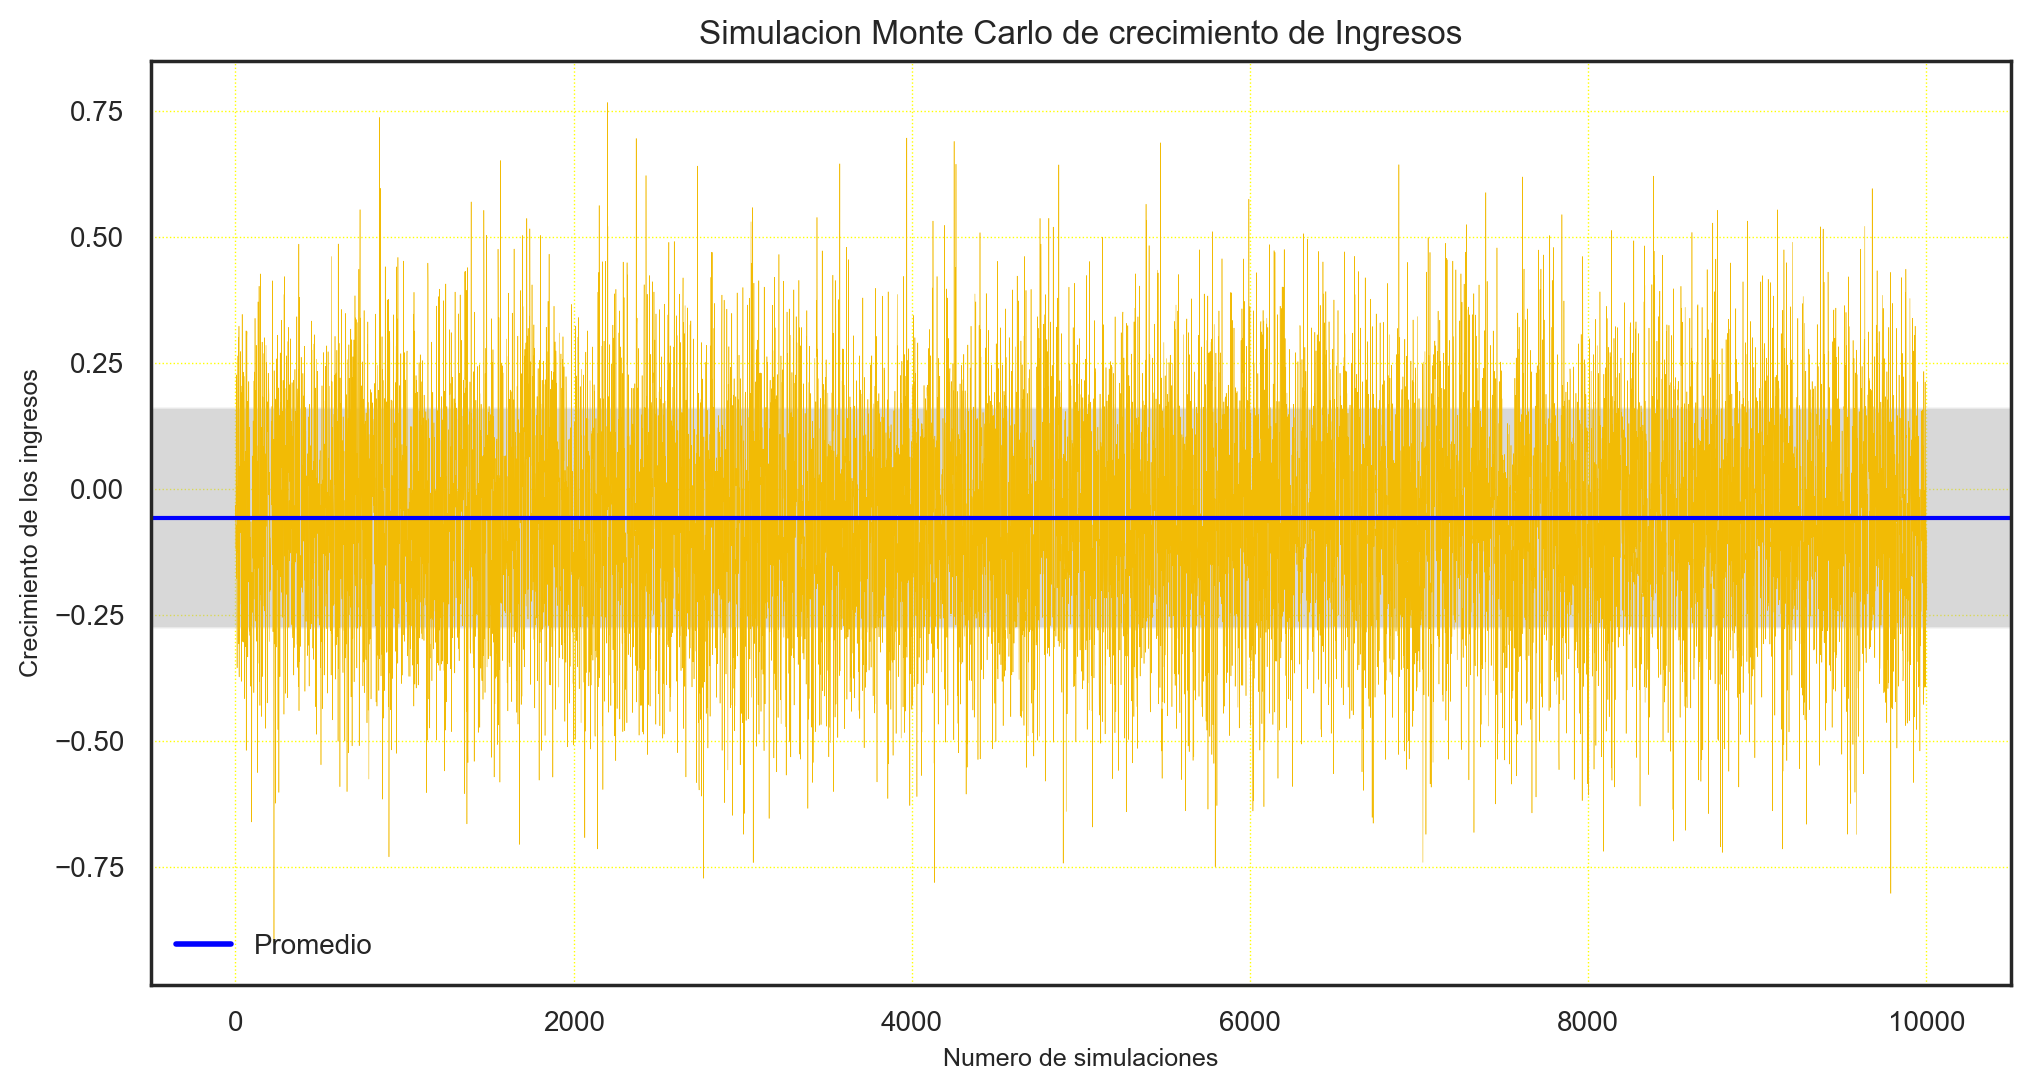 Simulacion Monte Carlo de crecimiento de Ingresos
0.75
0.50
0.25
0.00
−0.25
−0.50
−0.75
Crecimiento de los ingresos
Promedio
0 2000 4000 6000 8000 10000
Numero de simulaciones